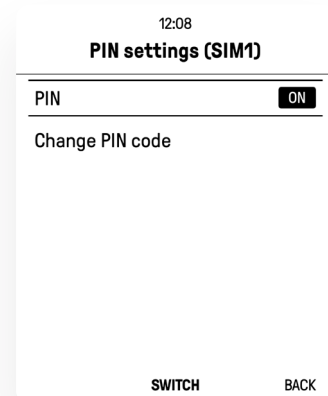 12:08
PIN settings (SIM1)
PIN ON
Change PIN code
SWITCH BACK